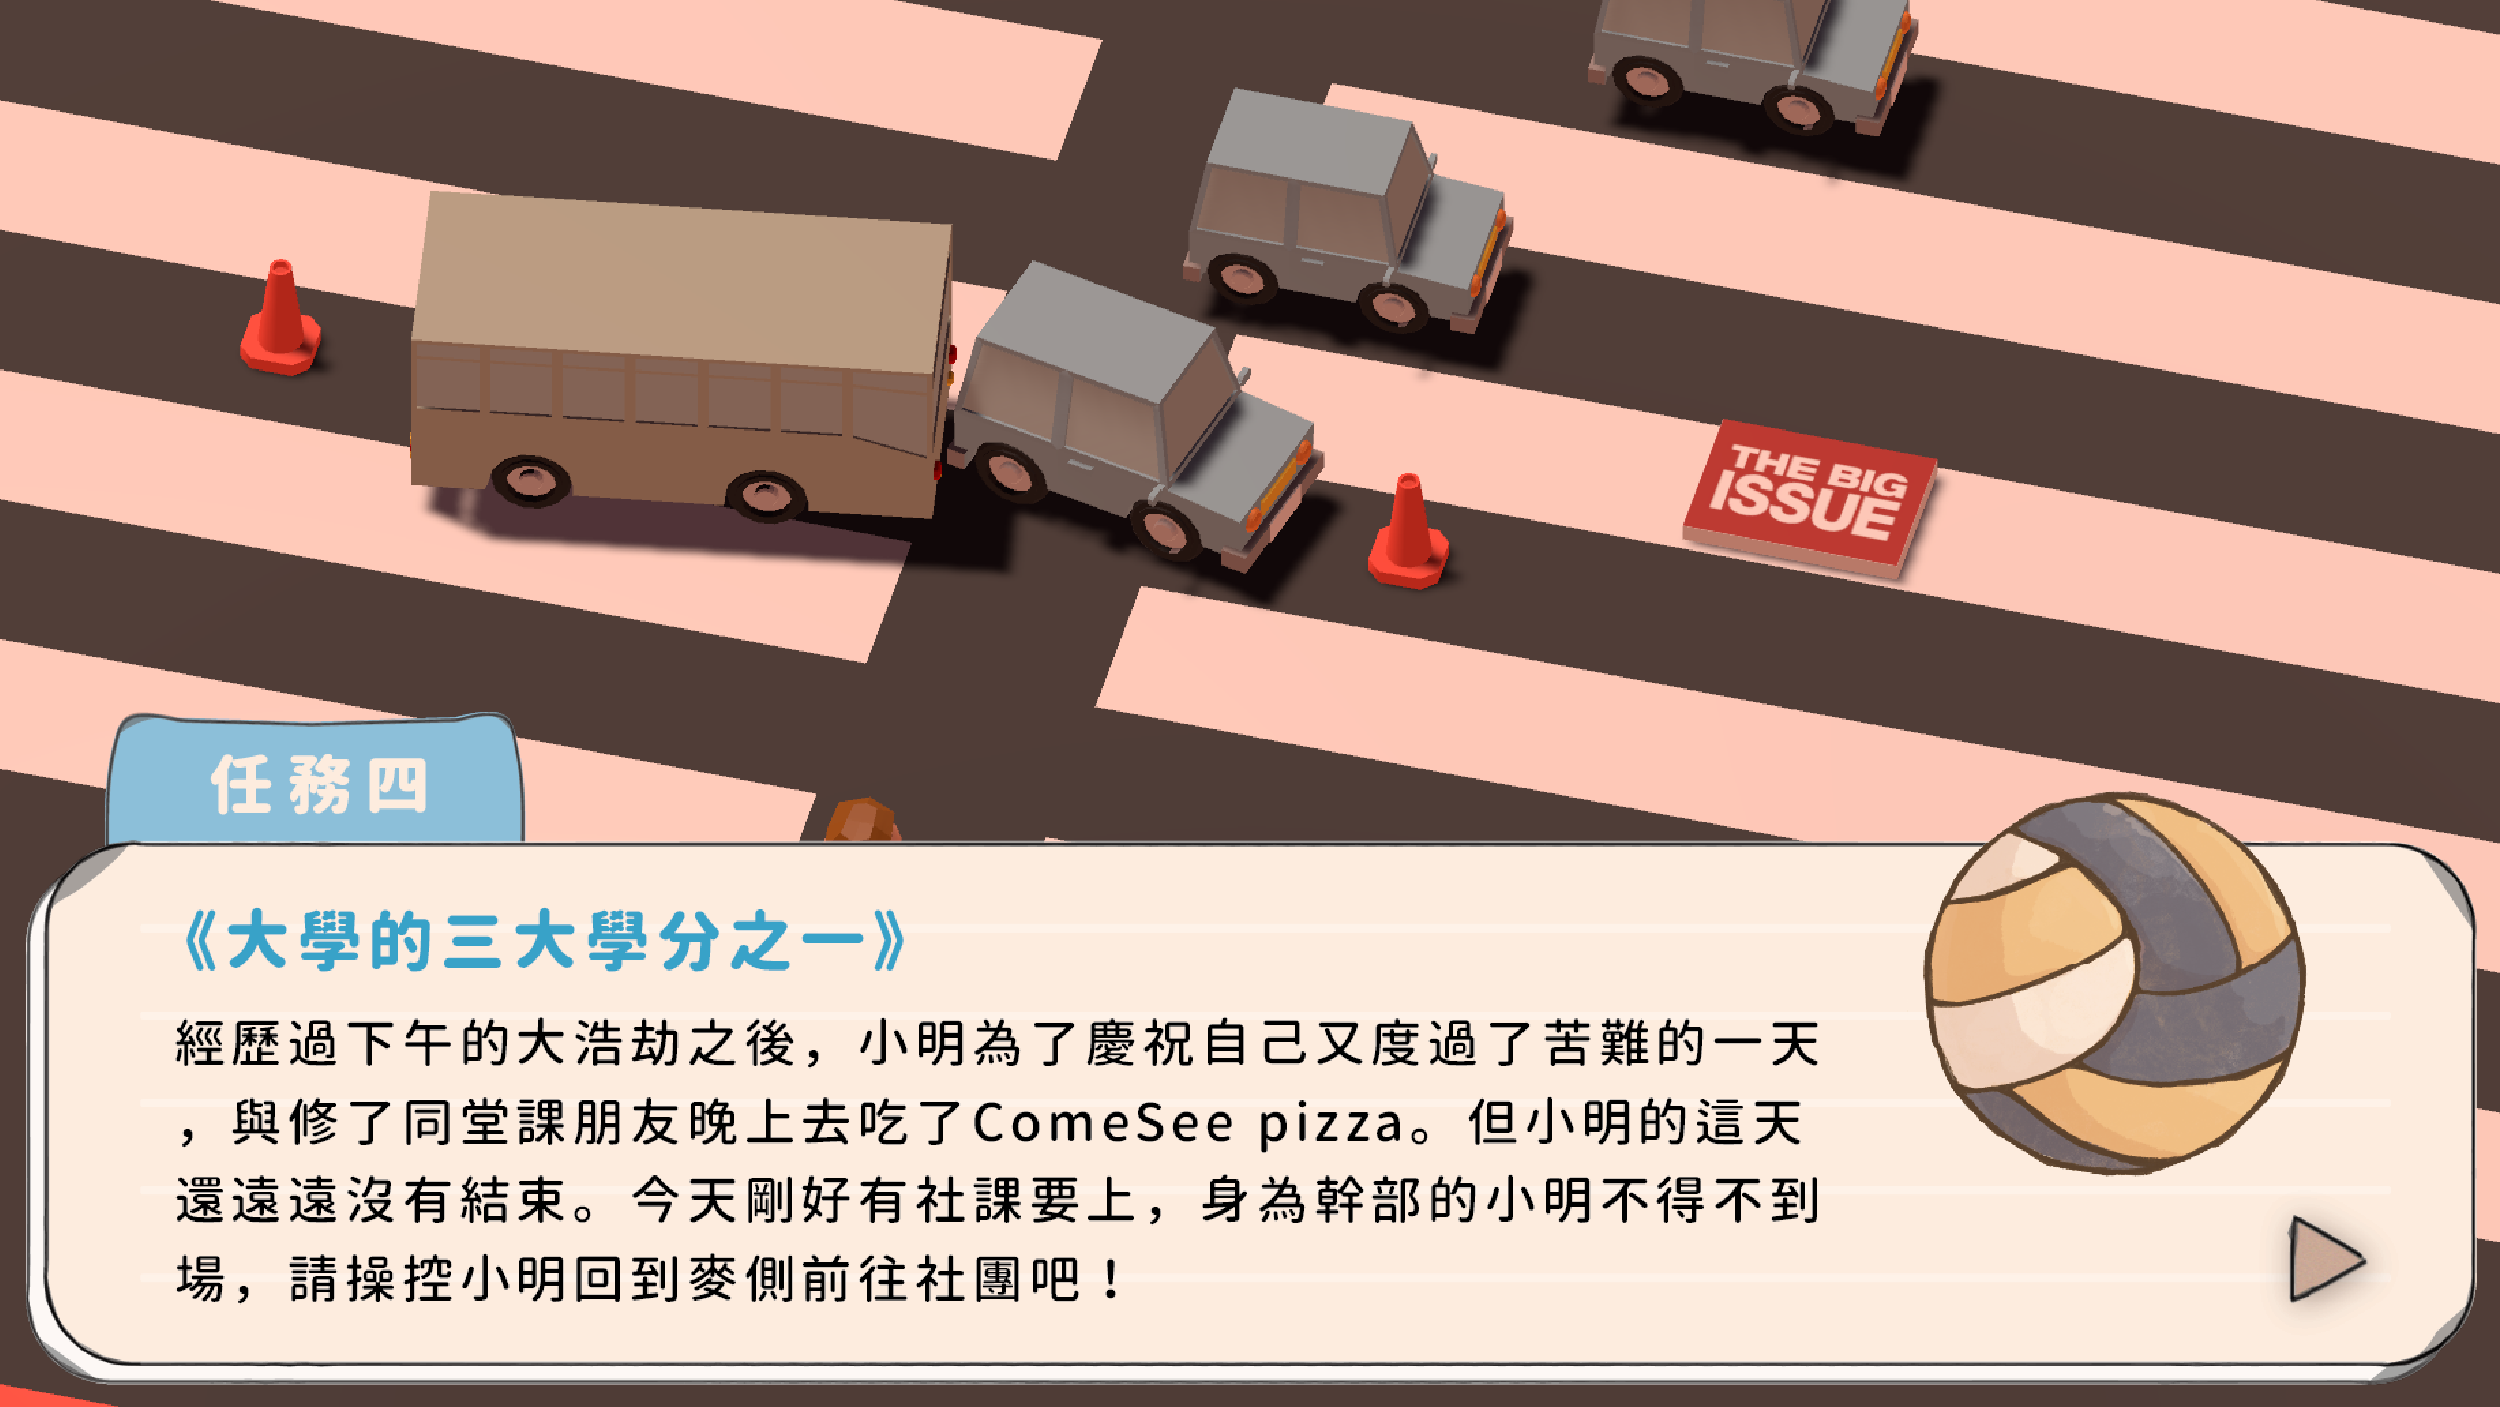 THE BIG
ISSUE
任務四
《大學的三大學分之一》
經歷過下午的大浩劫之後，小明為了慶祝自己又度過了苦難的一天
，與修了同堂課朋友晚上去吃了ComeSee pizza。但小明的這天
還遠遠沒有結束。今天剛好有社課要上，身為幹部的小明不得不到
場，請操控小明回到麥側前往社團吧！